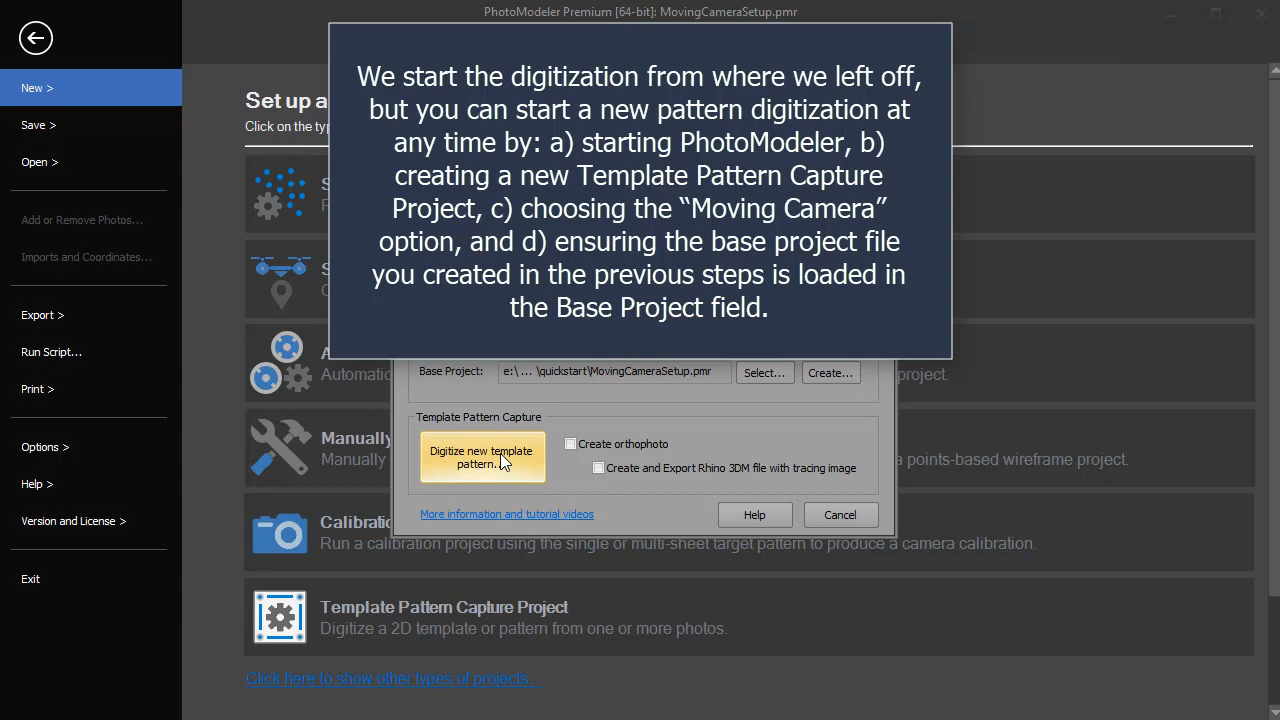 PhotoModeler Premium [64-bit]: MovingCameraSetup.pmr
New >
Save >
Open >
Add or Remove Photos...
Imports and Coordinates...
Export >
Run Script...
Print >
Options >
Help >
Version and License >
Exit
Set up a
Click on the typ
We start the digitization from where we left off,
but you can start a new pattern digitization at
any time by: a) starting PhotoModeler, b)
creating a new Template Pattern Capture
Project, c) choosing the “Moving Camera”
option, and d) ensuring the base project file
you created in the previous steps is loaded in
the Base Project field.
Automati
project.
Manually
Manually
a points-based wireframe project.
Base Project:
e:\ ... \quickstart\MovingCameraSetup.pmr
Select...
Create...
Template Pattern Capture
Digitize new template
pattern...
Create orthophoto
Create and Export Rhino 3DM file with tracing image
More information and tutorial videos
Help
Cancel
Calibratio
Run a calibration project using the single or multi-sheet target pattern to produce a camera calibration.
Template Pattern Capture Project
Digitize a 2D template or pattern from one or more photos.
Click here to show other types of projects...